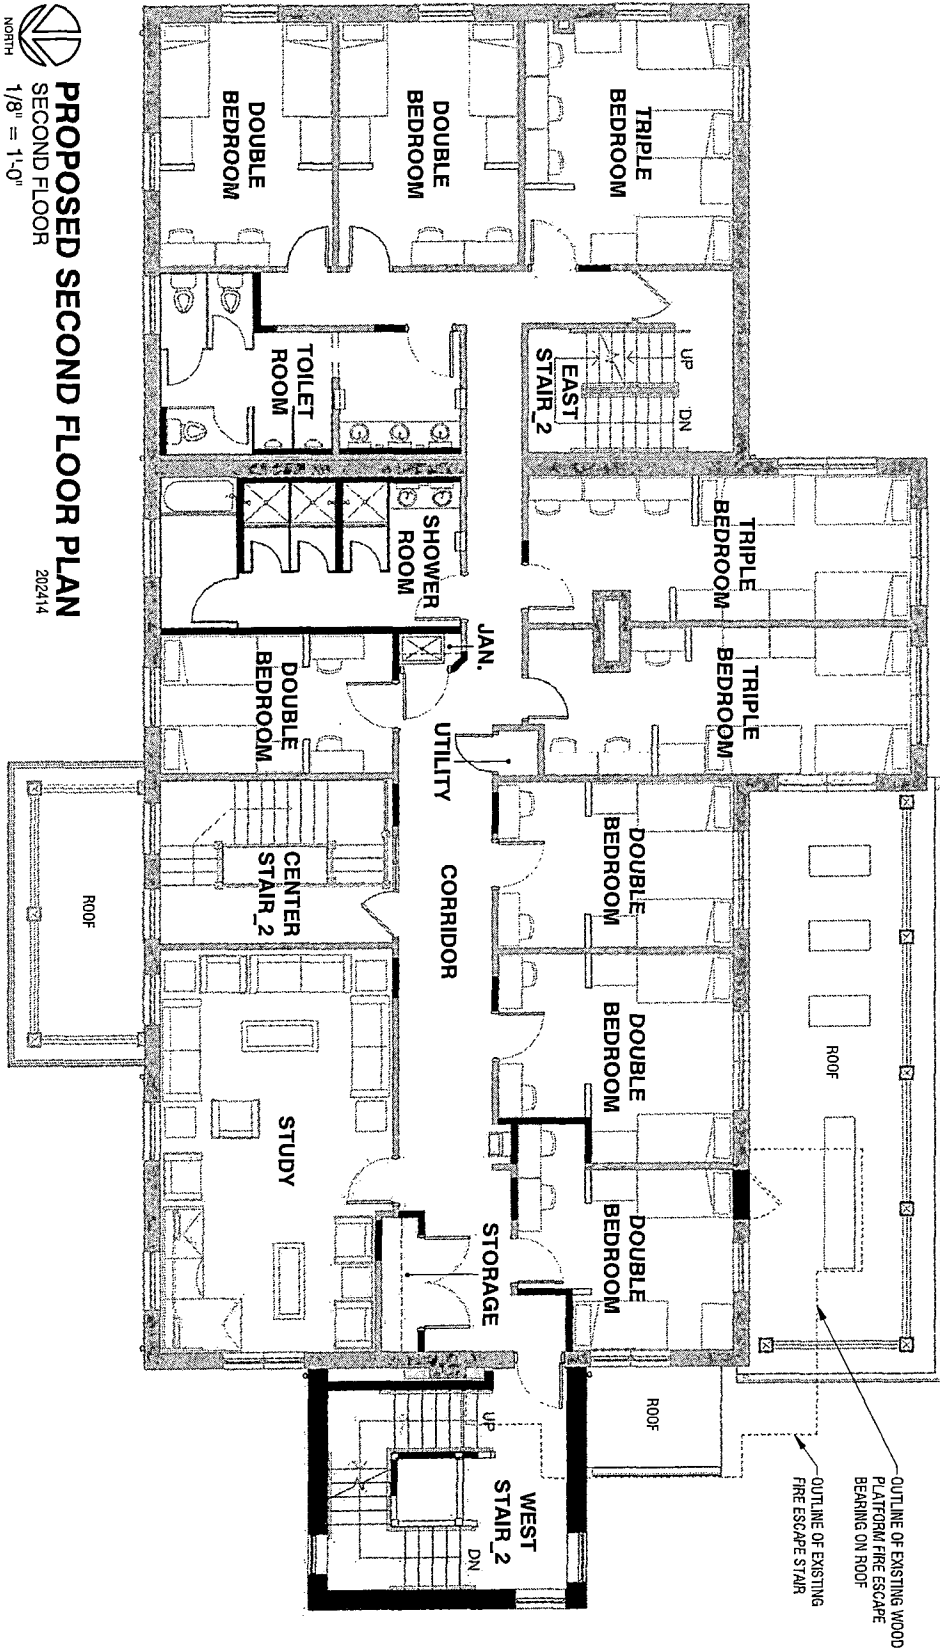 OUTLINE OF EXISTING WOOD
PLATFORM FIRE ESCAPE
BEARING ON ROOF
OUTLINE OF EXISTING
FIRE ESCAPE STAIR
ROOF
ROOF
TRIPLE
BEDROOM
TRIPLE
BEDROOM
TRIPLE
BEDROOM
UP
DN
EAST
STAIR_2
DOUBLE
BEDROOM
DOUBLE
BEDROOM
DOUBLE
BEDROOM
DOUBLE
BEDROOM
DOUBLE
BEDROOM
JAN.
UTILITY
CORRIDOR
STORAGE
UP
WEST
STAIR_2
DN
DOUBLE
BEDROOM
TOILET
ROOM
SHOWER
ROOM
DOUBLE
BEDROOM
CENTER
STAIR_2
STUDY
ROOF
NORTH
PROPOSED SECOND FLOOR PLAN
SECOND FLOOR
1/8" = 1'-0"
202414